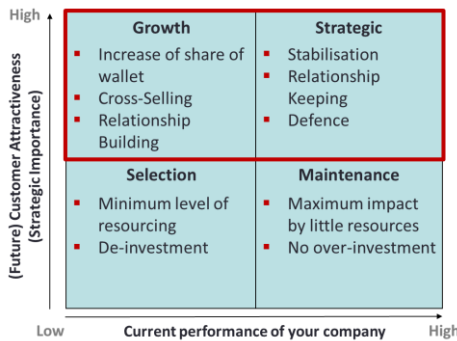 High
(Future) Customer Attractiveness
(Strategic Importance)
Growth
▪ Increase of share of
wallet
▪ Cross-Selling
▪ Relationship
Building
Strategic
▪ Stabilisation
▪ Relationship
Keeping
▪ Defence
Selection
▪ Minimum level of
resourcing
▪ De-investment
Maintenance
▪ Maximum impact
by little resources
▪ No over-investment
Low
Current performance of your company
High